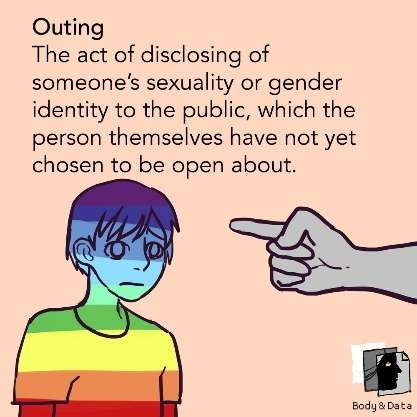 Outing
The act of disclosing of
someone's sexuality or gender
identity to the public, which the
person themselves have not yet
chosen to be open about.
Body & Data